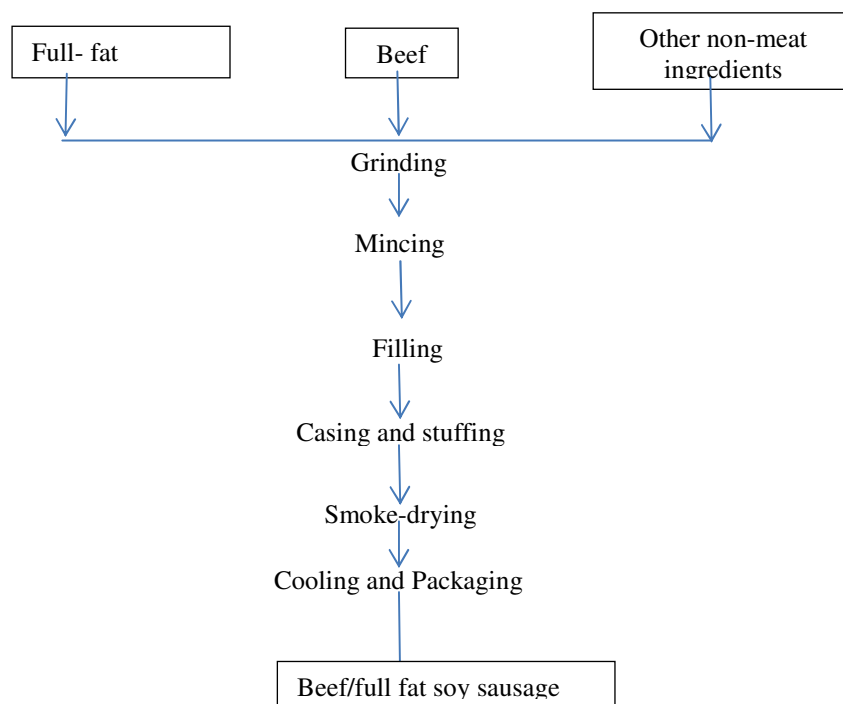 Full- fat
Beef
Other non-meat
ingredients
Grinding
Mincing
Filling
Casing and stuffing
Smoke-drying
Cooling and Packaging
Beef/full fat soy sausage